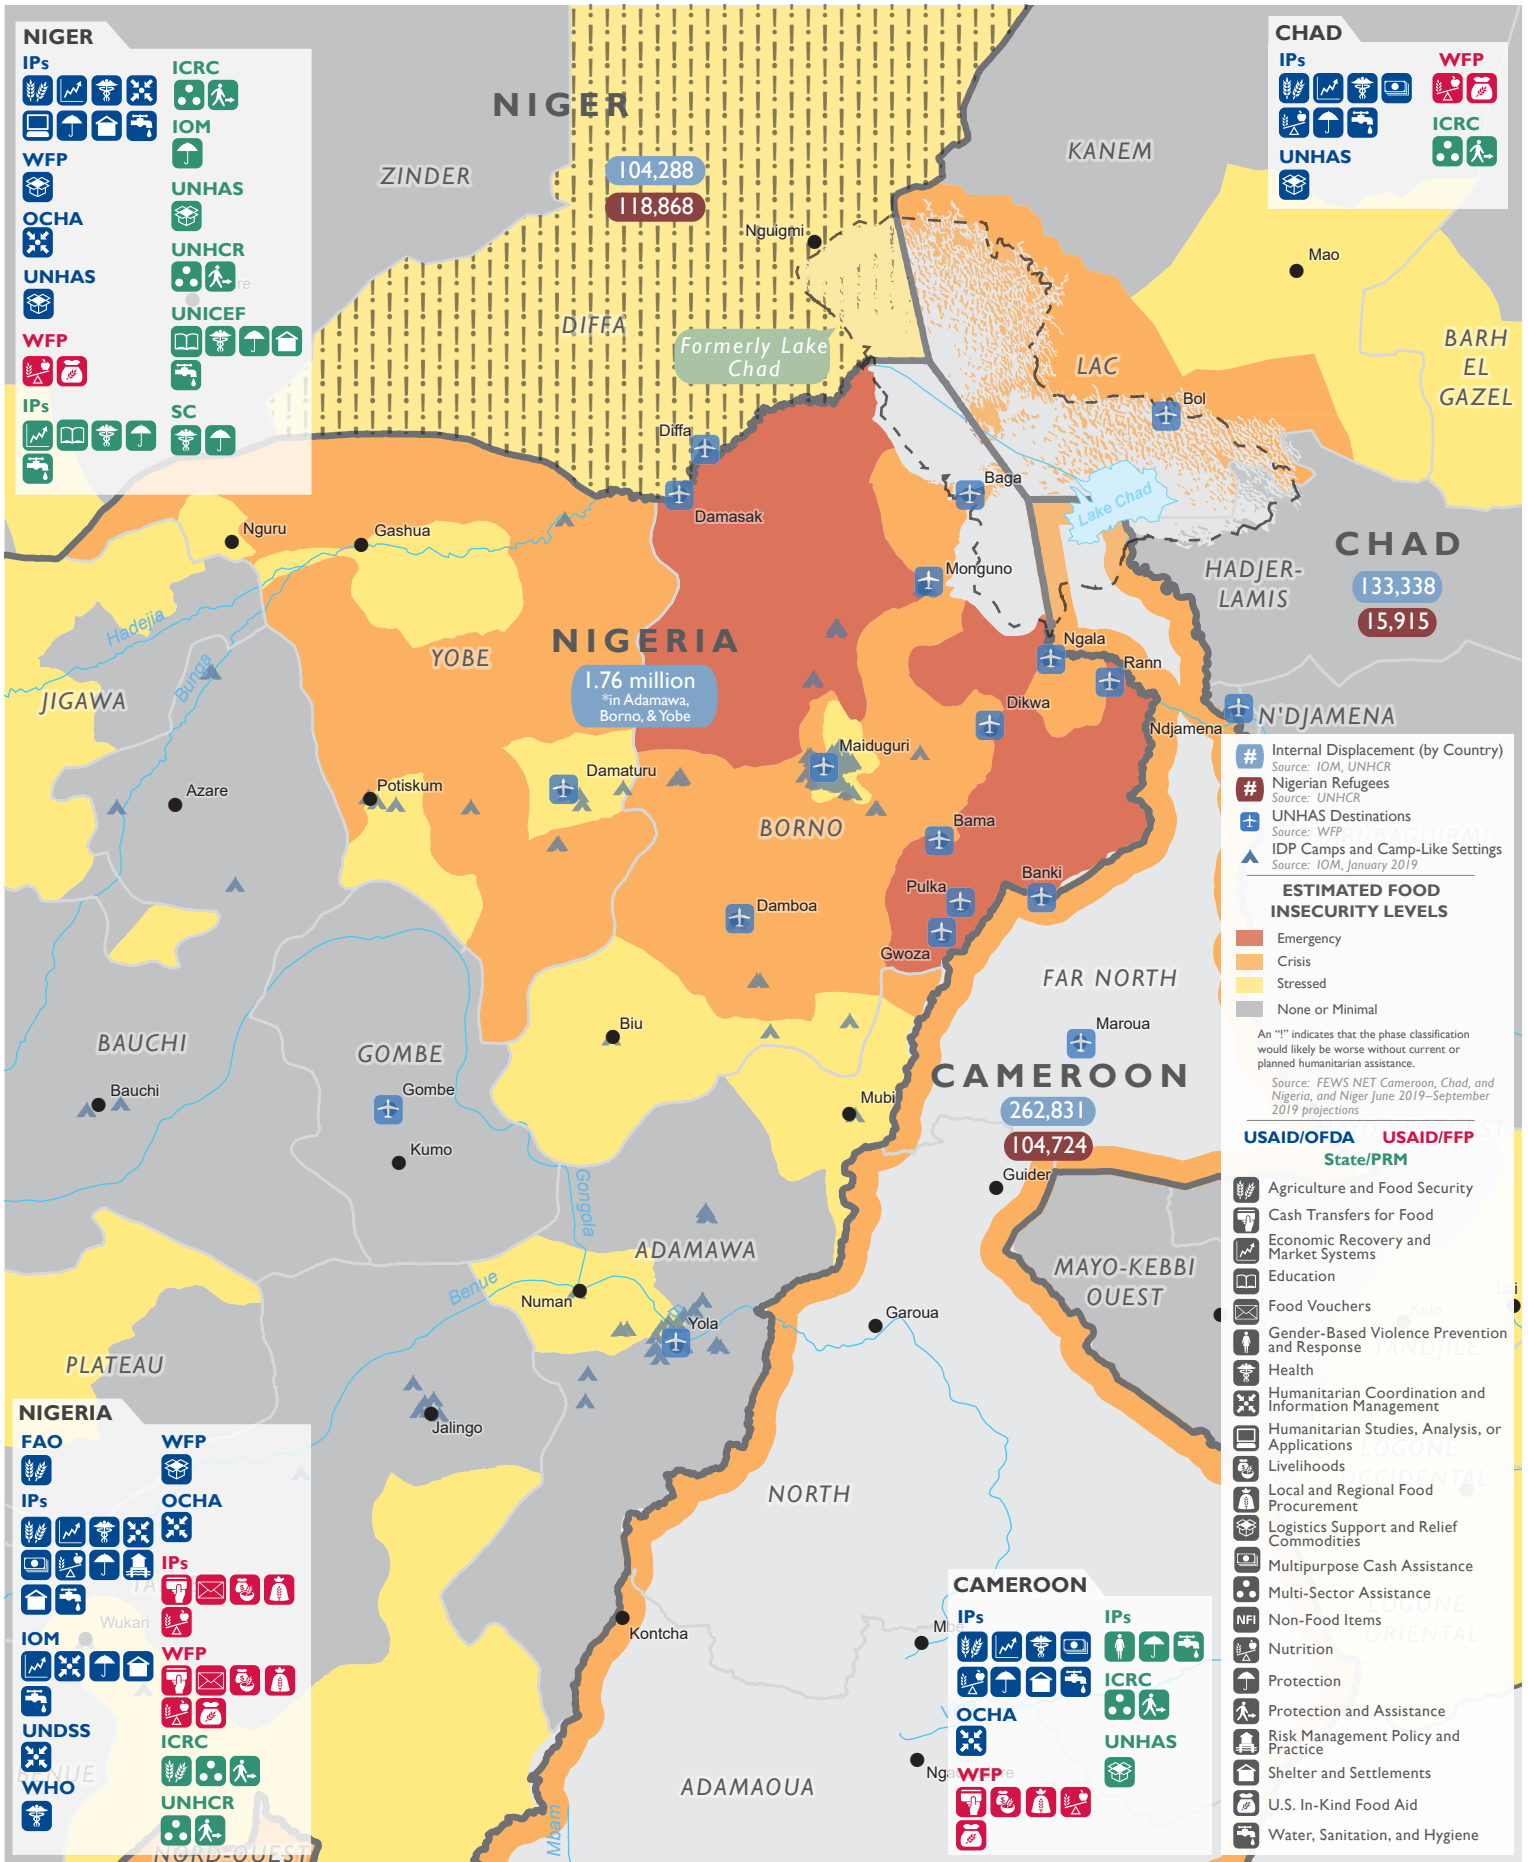 NIGER
IPs
WFP
OCHA
UNHAS
WFP
IPs
ICRC
IOM
UNHAS
UNHCR
UNICEF
SC
CHAD
IPs
UNHAS
WFP
ICRC
NIGER
104,288
118,868
ZINDER
KANEM
Nguigmi
Mao
DIFFA
Formerly Lake
Chad
LAC
BARH
EL
GAZEL
Bol
Diffa
Baga
Damasak
Lake Chad
Nguru
Gashua
CHAD
133,338
15,915
HADJER-
LAMIS
Monguno
Hadejia
Bunga
NIGERIA
1.76 million
*in Adamawa,
Borno, & Yobe
YOBE
JIGAWA
Ngala
Rann
Dikwa
N'DJAMENA
Ndjamena
Maiduguri
Damaturu
Potiskum
Azare
BORNO
Bama
Banki
Pulka
Damboa
Gwoza
FAR NORTH
Maroua
Biu
BAUCHI
GOMBE
Bauchi
Gombe
Kumo
Mubi
CAMEROON
262,831
104,724
Guider
Gongola
ADAMAWA
MAYO-KEBBI
OUEST
Benue
Numan
Yola
Garoua
PLATEAU
Jalingo
NORTH
Wukari
Kontcha
ADAMAOUA
Mbam
NORD-OUEST
Internal Displacement (by Country)
Source: IOM, UNHCR
Nigerian Refugees
Source: UNHCR
UNHAS Destinations
Source: WFP
IDP Camps and Camp-Like Settings
Source: IOM, January 2019
ESTIMATED FOOD
INSECURITY LEVELS
Emergency
Crisis
Stressed
None or Minimal
An “!” indicates that the phase classification
would likely be worse without current or
planned humanitarian assistance.
Source: FEWS NET Cameroon, Chad, and
Nigeria, and Niger June 2019–September
2019 projections
USAID/OFDA USAID/FFP
State/PRM
Agriculture and Food Security
Cash Transfers for Food
Economic Recovery and
Market Systems
Education
Food Vouchers
Gender-Based Violence Prevention
and Response
Health
Humanitarian Coordination and
Information Management
Humanitarian Studies, Analysis, or
Applications
Livelihoods
Local and Regional Food
Procurement
Logistics Support and Relief
Commodities
Multipurpose Cash Assistance
Multi-Sector Assistance
NFI Non-Food Items
Nutrition
Protection
Protection and Assistance
Risk Management Policy and
Practice
Shelter and Settlements
U.S. In-Kind Food Aid
Water, Sanitation, and Hygiene
Kelo
TANDJILE
LOGONE
OCCIDENTAL
LOGONE
ORIENTAL
NIGERIA
FAO
IPs
IOM
UNDSS
WHO
WFP
OCHA
IPs
WFP
ICRC
UNHCR
BENUE
CAMEROON
IPs
OCHA
WFP
IPs
ICRC
UNHAS